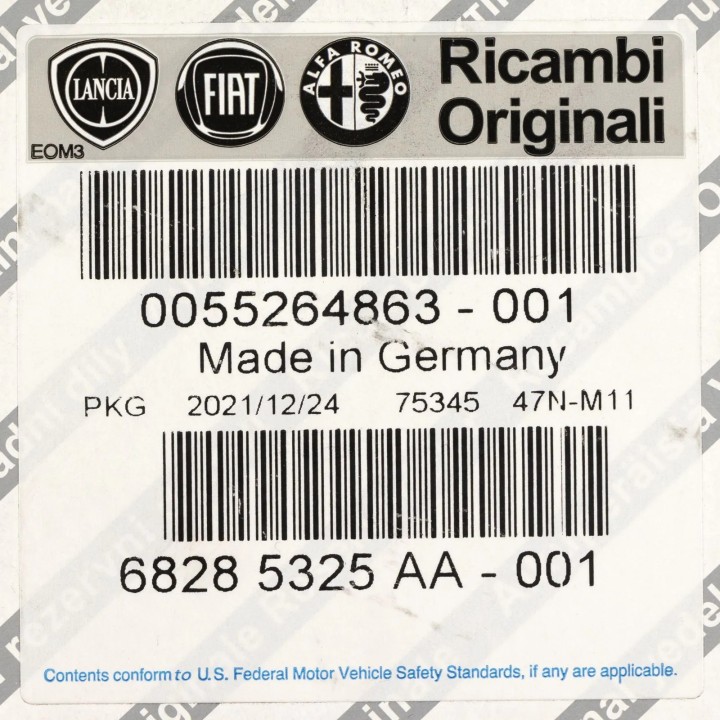 LANCIA
FIAT
ALFA ROMEO
Ricambi
Originali
EOM3
0055264863 - 001
Made in Germany
PKG 2021/12/24 75345 47N-M11
6828 5325 AA - 001
Contents conform to U.S. Federal Motor Vehicle Safety Standards, if any are applicable.